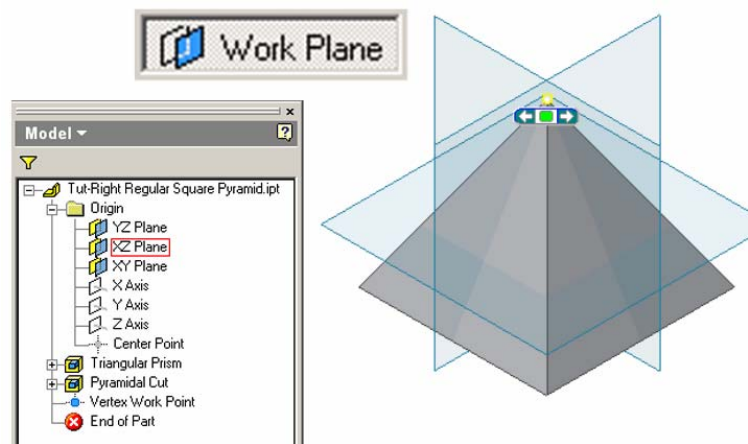 Work Plane
Model
Tut-Right Regular Square Pyramid.ipt
Origin
YZ Plane
XZ Plane
XY Plane
X Axis
Y Axis
Z Axis
Center Point
Triangular Prism
Pyramidal Cut
Vertex Work Point
End of Part